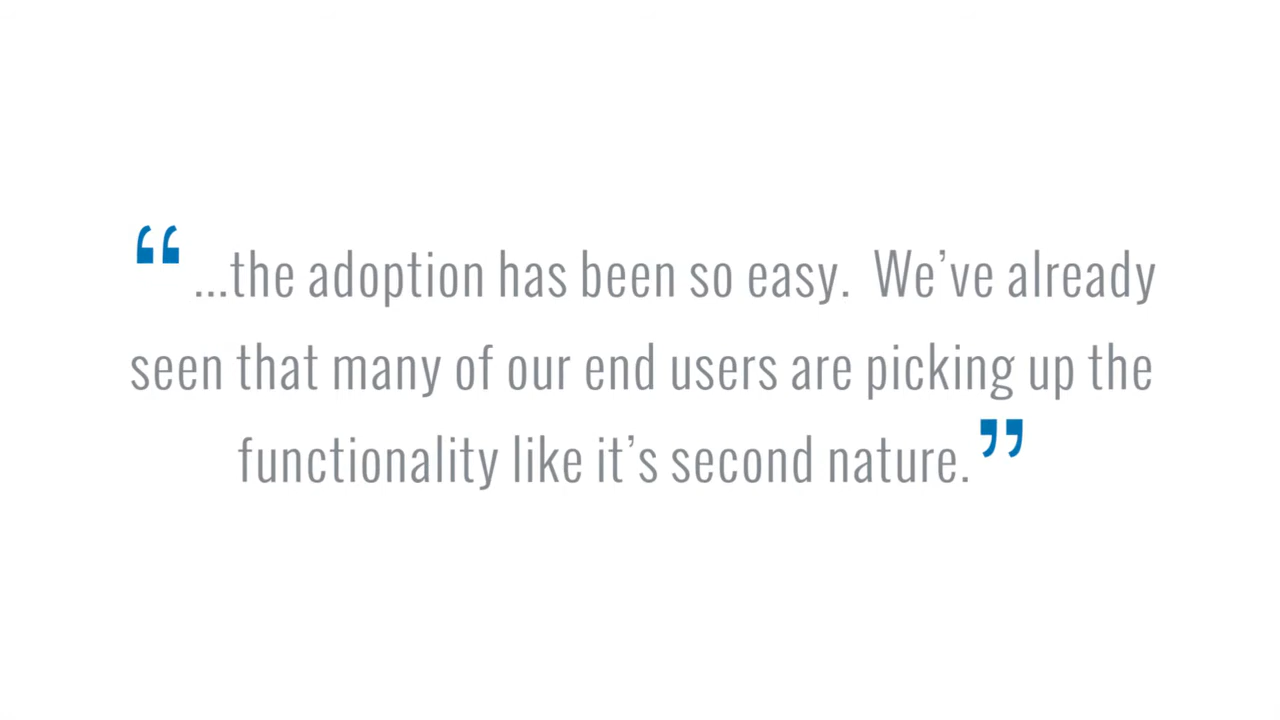 “ ...the adoption has been so easy.  We’ve already
seen that many of our end users are picking up the
functionality like it’s second nature. ”